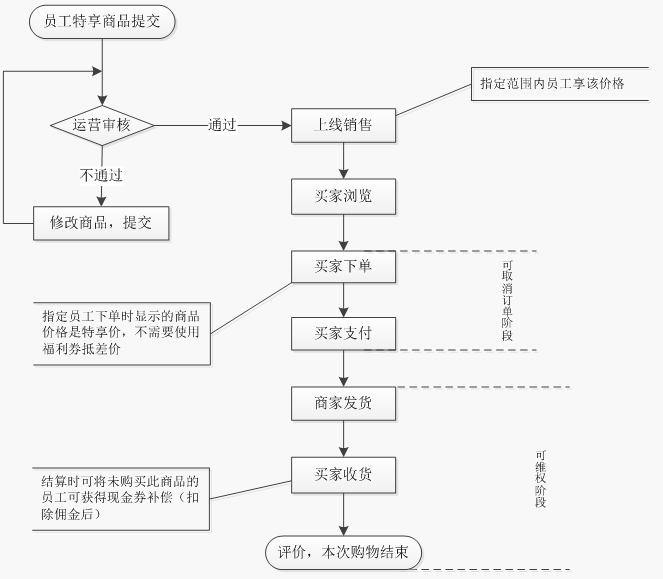 员工特享商品提交
运营审核
通过
不通过
修改商品，提交
上线销售
指定范围内员工享该价格
买家浏览
买家下单
指定员工下单时显示的商品
价格是特享价，不需要使用
福利券抵差价
可取消订单阶段
买家支付
商家发货
买家收货
结算时可将未购买此商品的
员工可获得现金券补偿（扣
除佣金后）
可维权阶段
评价，本次购物结束